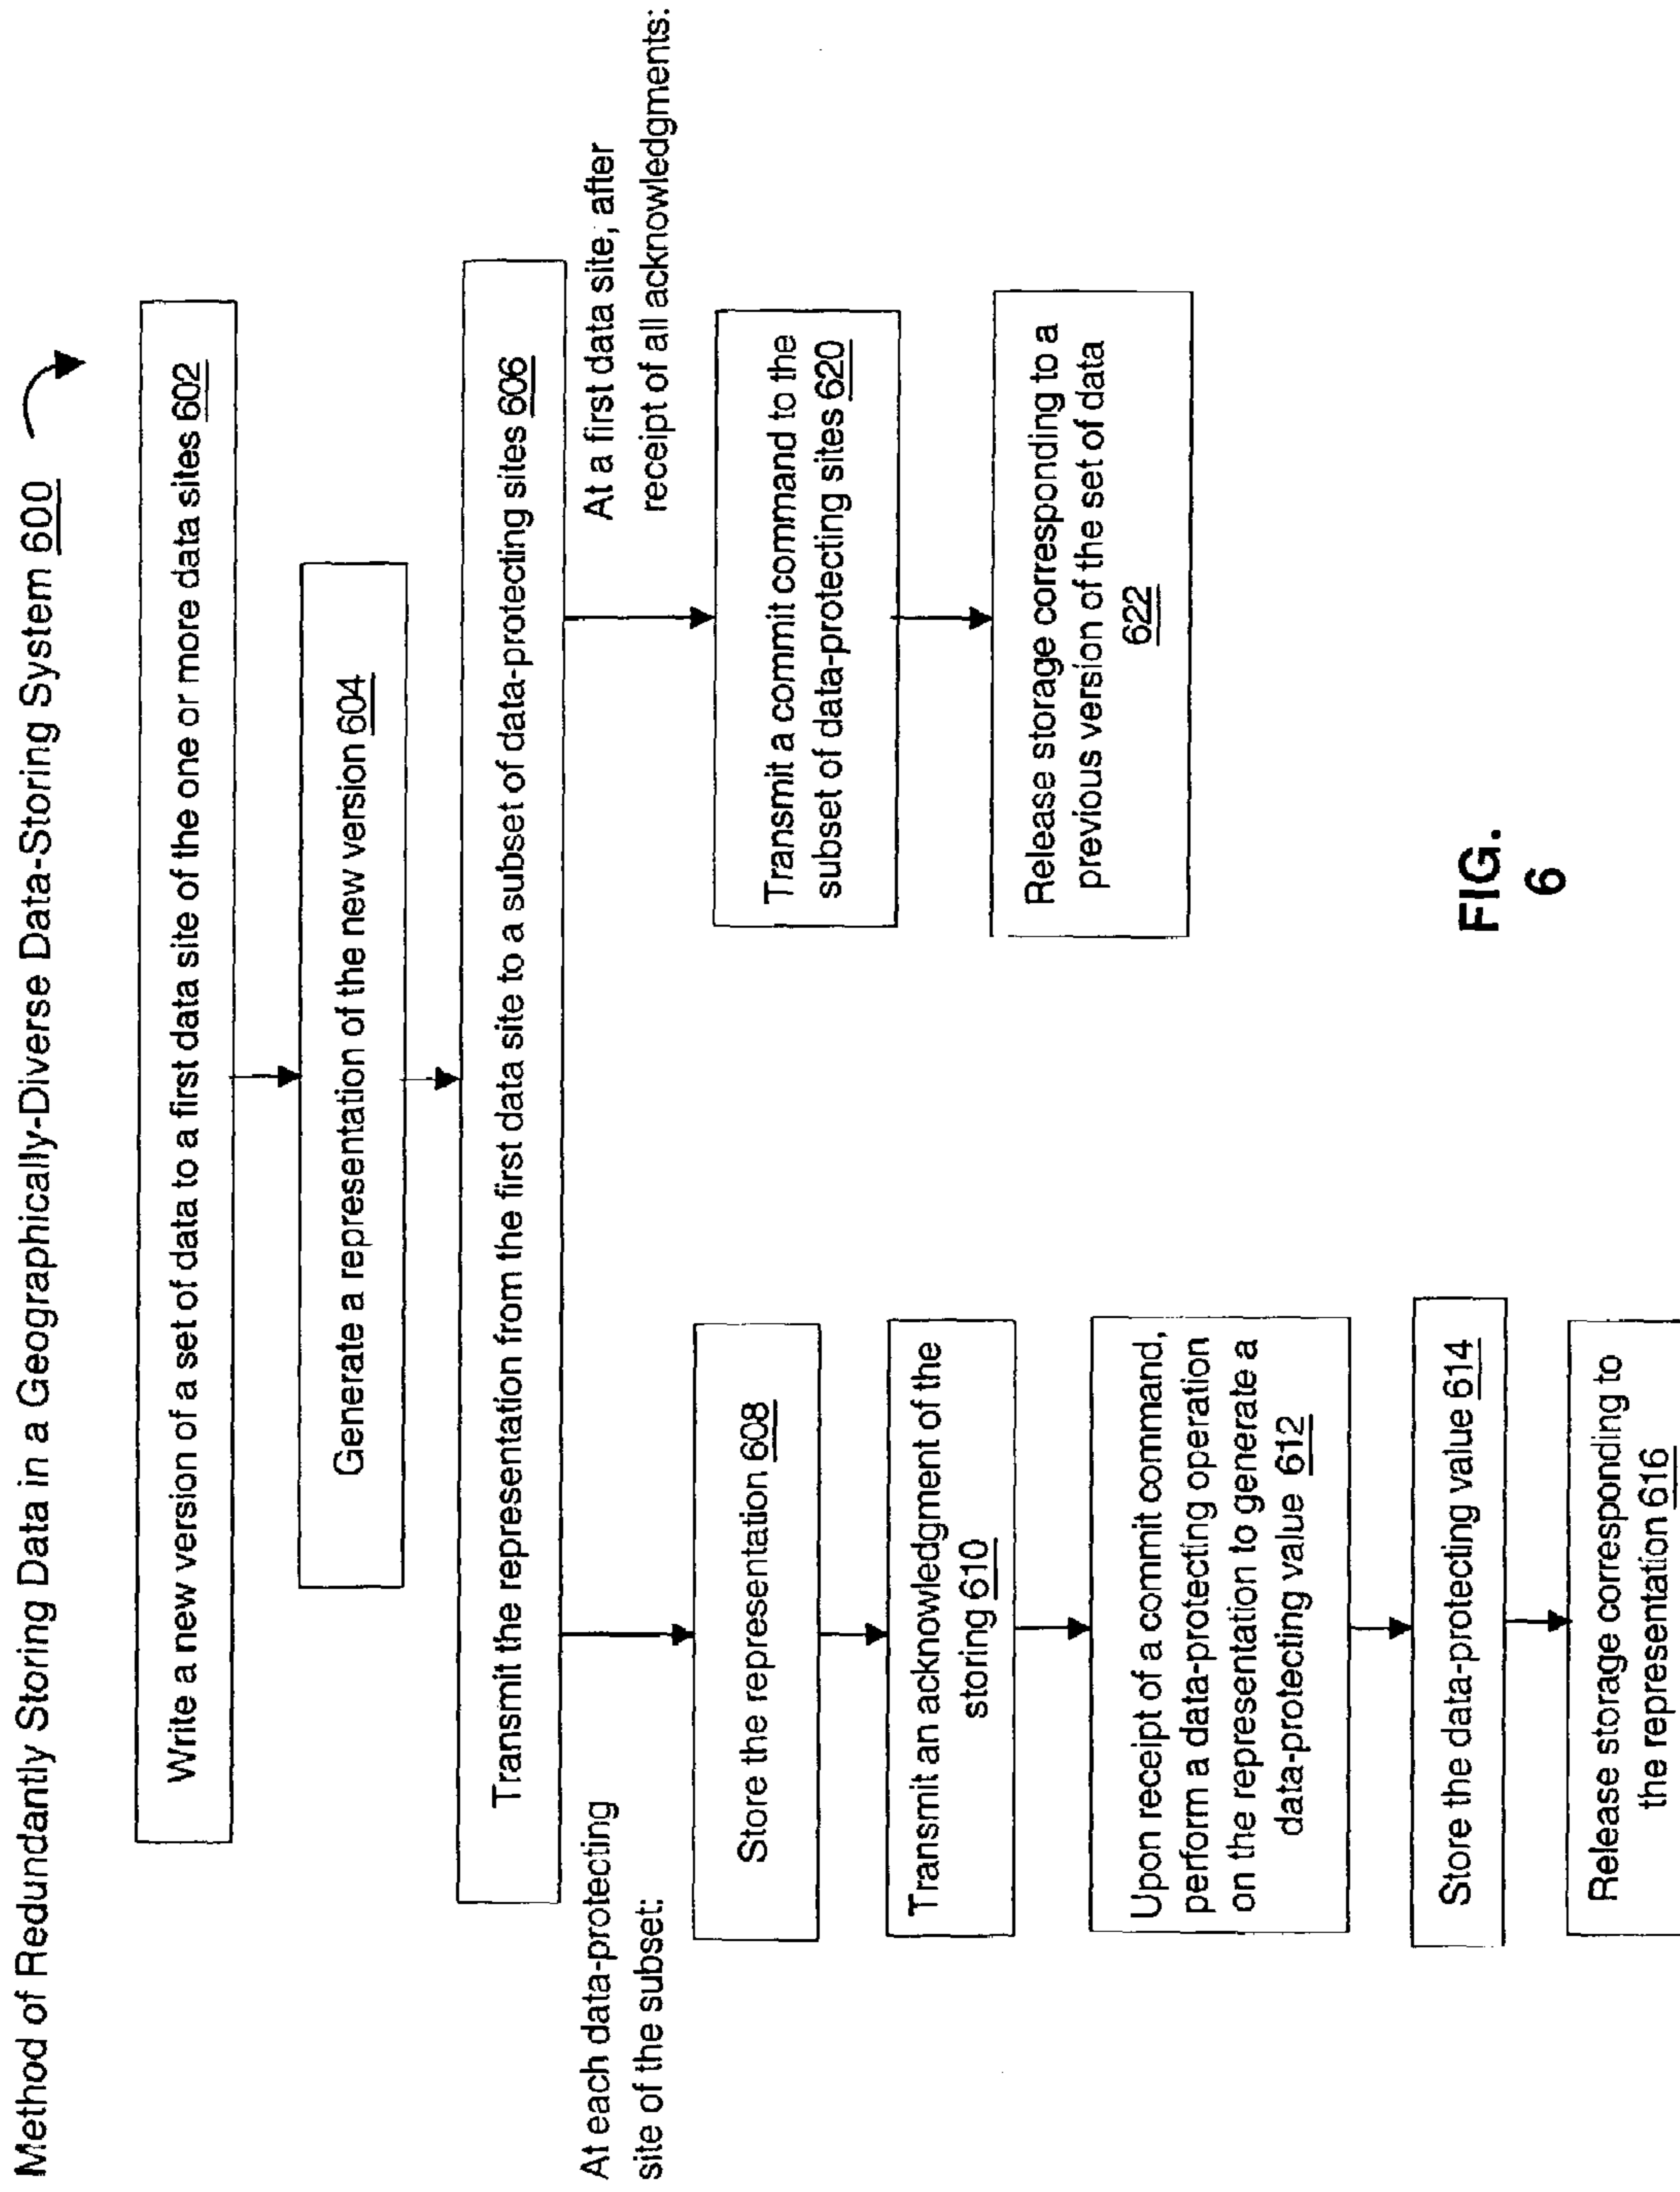 Method of Redundantly Storing Data in a Geographically-Diverse Data-Storing System 600
Write a new version of a set of data to a first data site of the one or more data sites 602
Generate a representation of the new version 604
Transmit the representation from the first data site to a subset of data-protecting sites 606
At each data-protecting
site of the subset:
Store the representation 608
Transmit an acknowledgment of the
storing 610
Upon receipt of a commit command,
perform a data-protecting operation
on the representation to generate a
data-protecting value 612
Store the data-protecting value 614
Release storage corresponding to
the representation 616
At a first data site, after
receipt of all acknowledgments:
Transmit a commit command to the
subset of data-protecting sites 620
Release storage corresponding to a
previous version of the set of data
622
FIG.
6